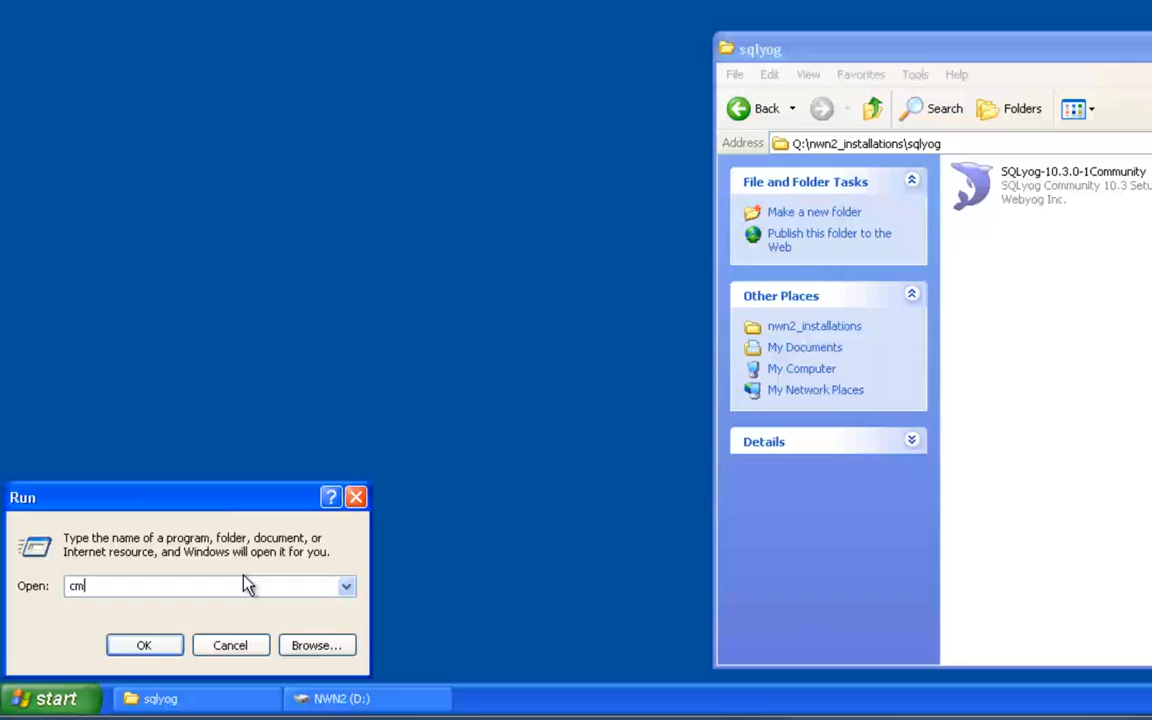 sqlyog
File Edit View Favorites Tools Help
Back Search Folders
Address Q:\nwn2_installations\sqlyog
File and Folder Tasks
Make a new folder
Publish this folder to the
Web
Other Places
nwn2_installations
My Documents
My Computer
My Network Places
Details
SQLyog-10.3.0-1Community
SQLyog Community 10.3 Setu
Webyog Inc.
Run
Type the name of a program, folder, document, or
Internet resource, and Windows will open it for you.
Open: cm
OK Cancel Browse...
start sqlyog NWN2 (D:)